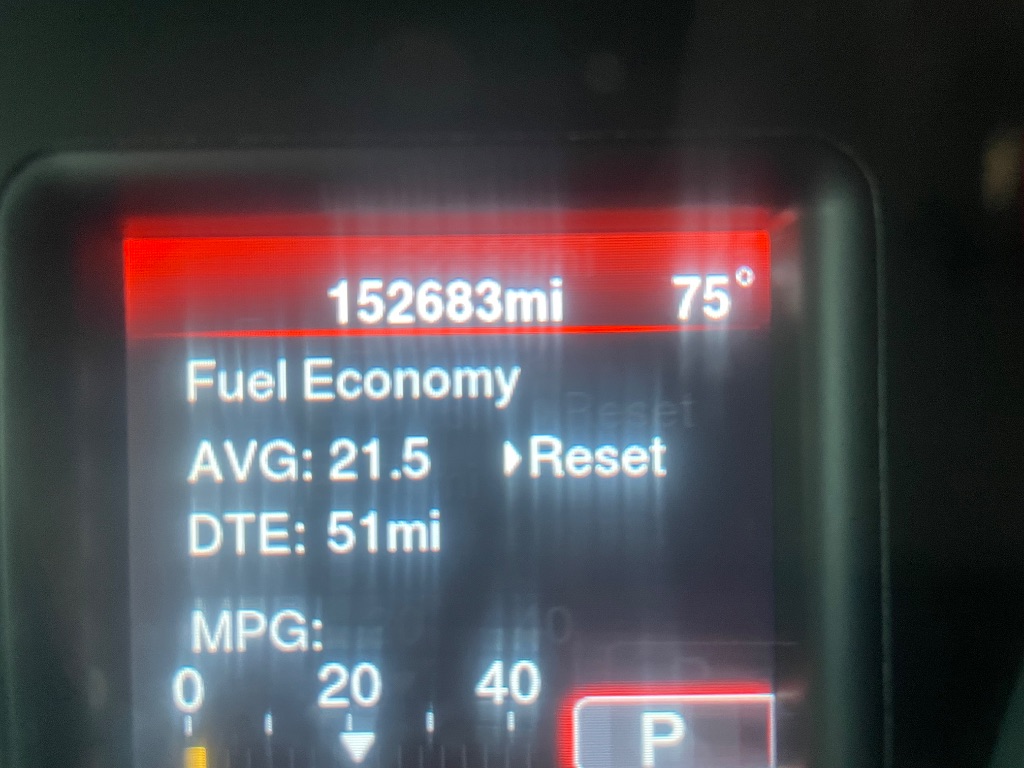 152683mi 75°
Fuel Economy
AVG: 21.5 Reset
DTE: 51mi
MPG:
0 20 40
P